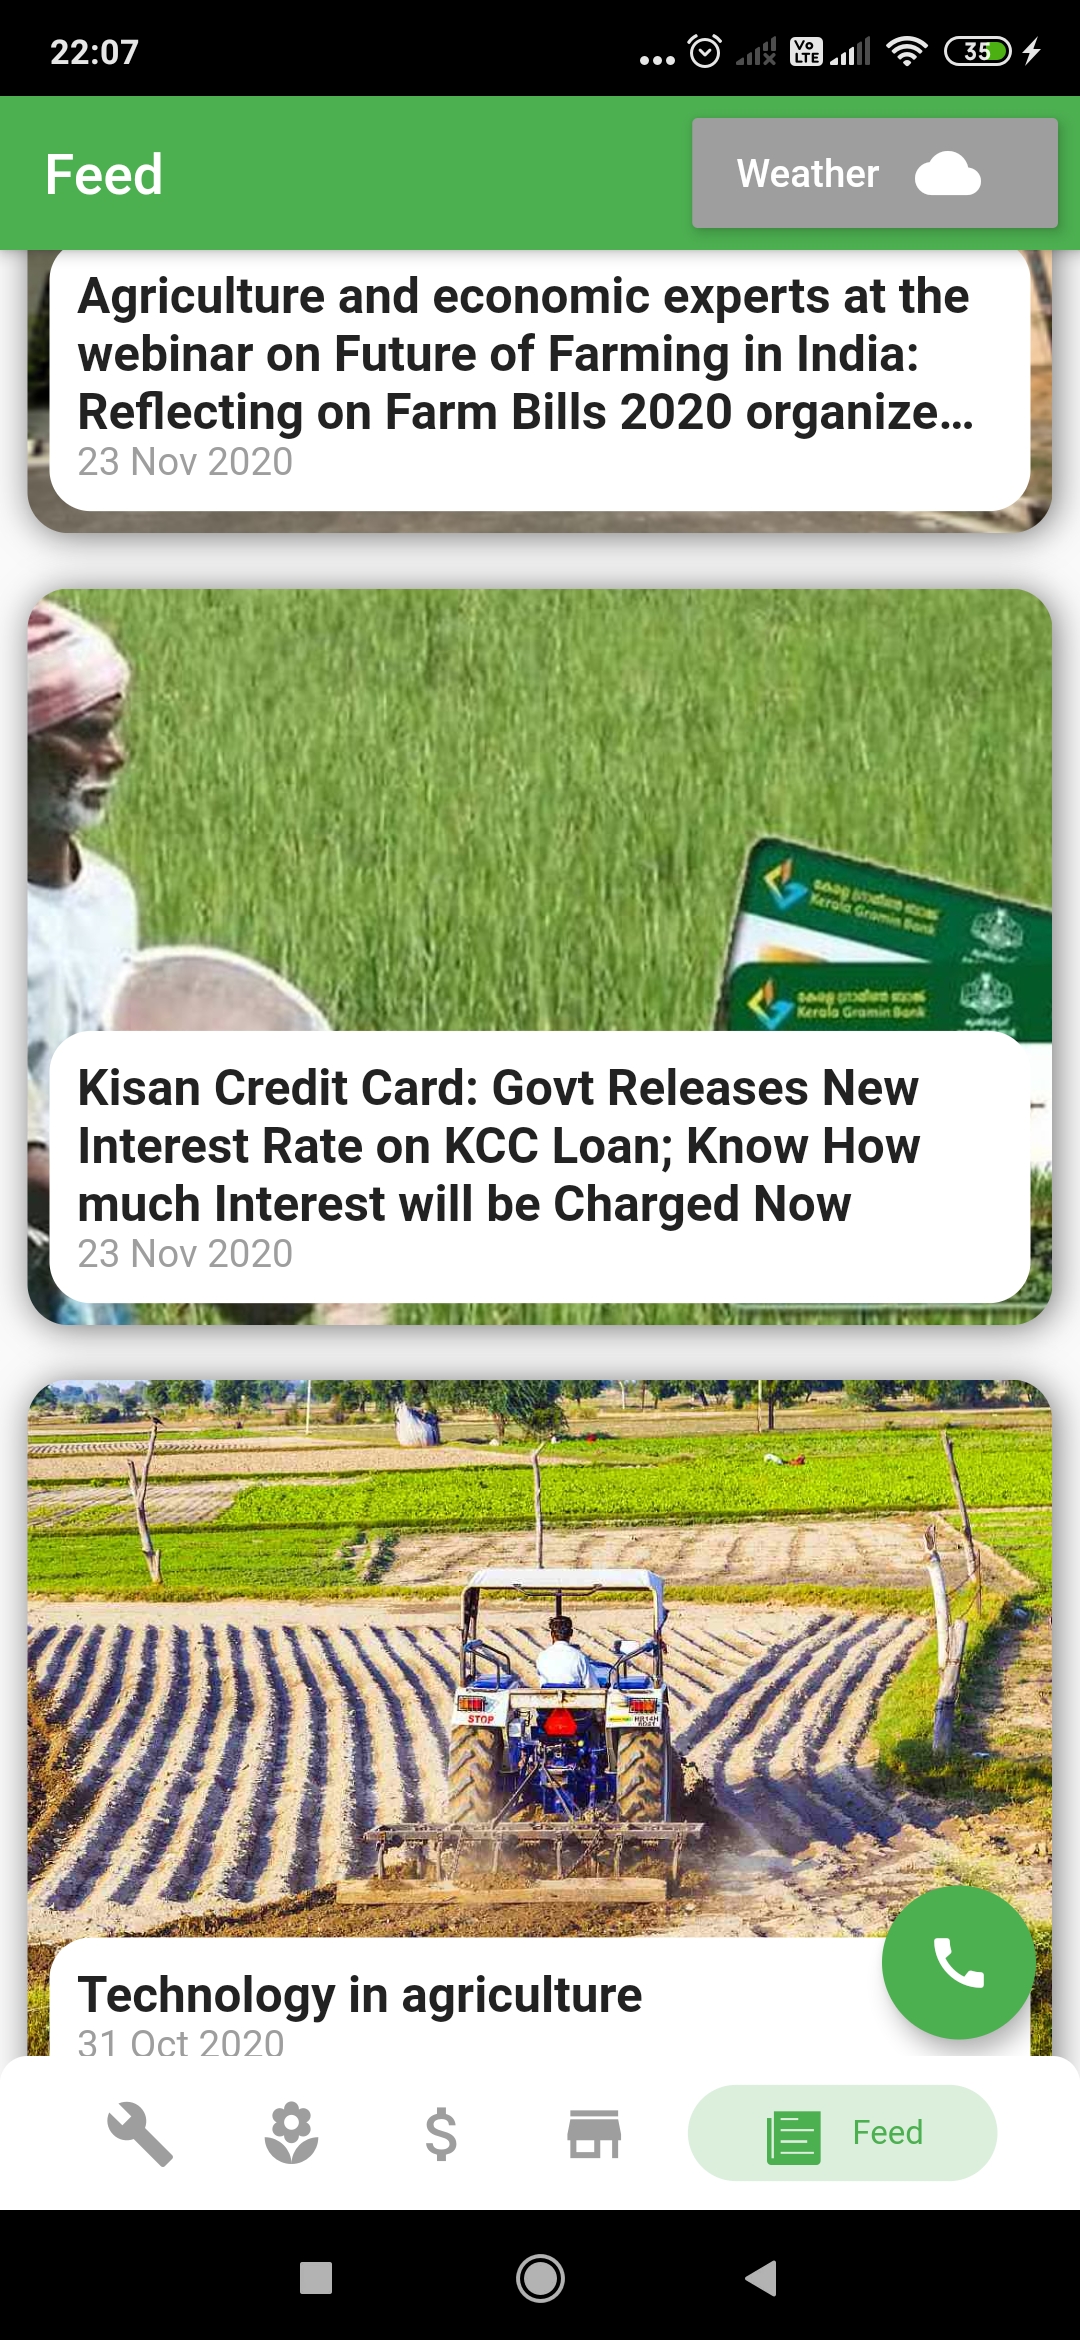 22:07
VoLTE
35
Feed
Weather
Agriculture and economic experts at the
webinar on Future of Farming in India:
Reflecting on Farm Bills 2020 organize...
23 Nov 2020
Kerala Gramin Bank
Kerala Gramin Bank
Kisan Credit Card: Govt Releases New
Interest Rate on KCC Loan; Know How
much Interest will be Charged Now
23 Nov 2020
STOP
Technology in agriculture
31 Oct 2020
Feed